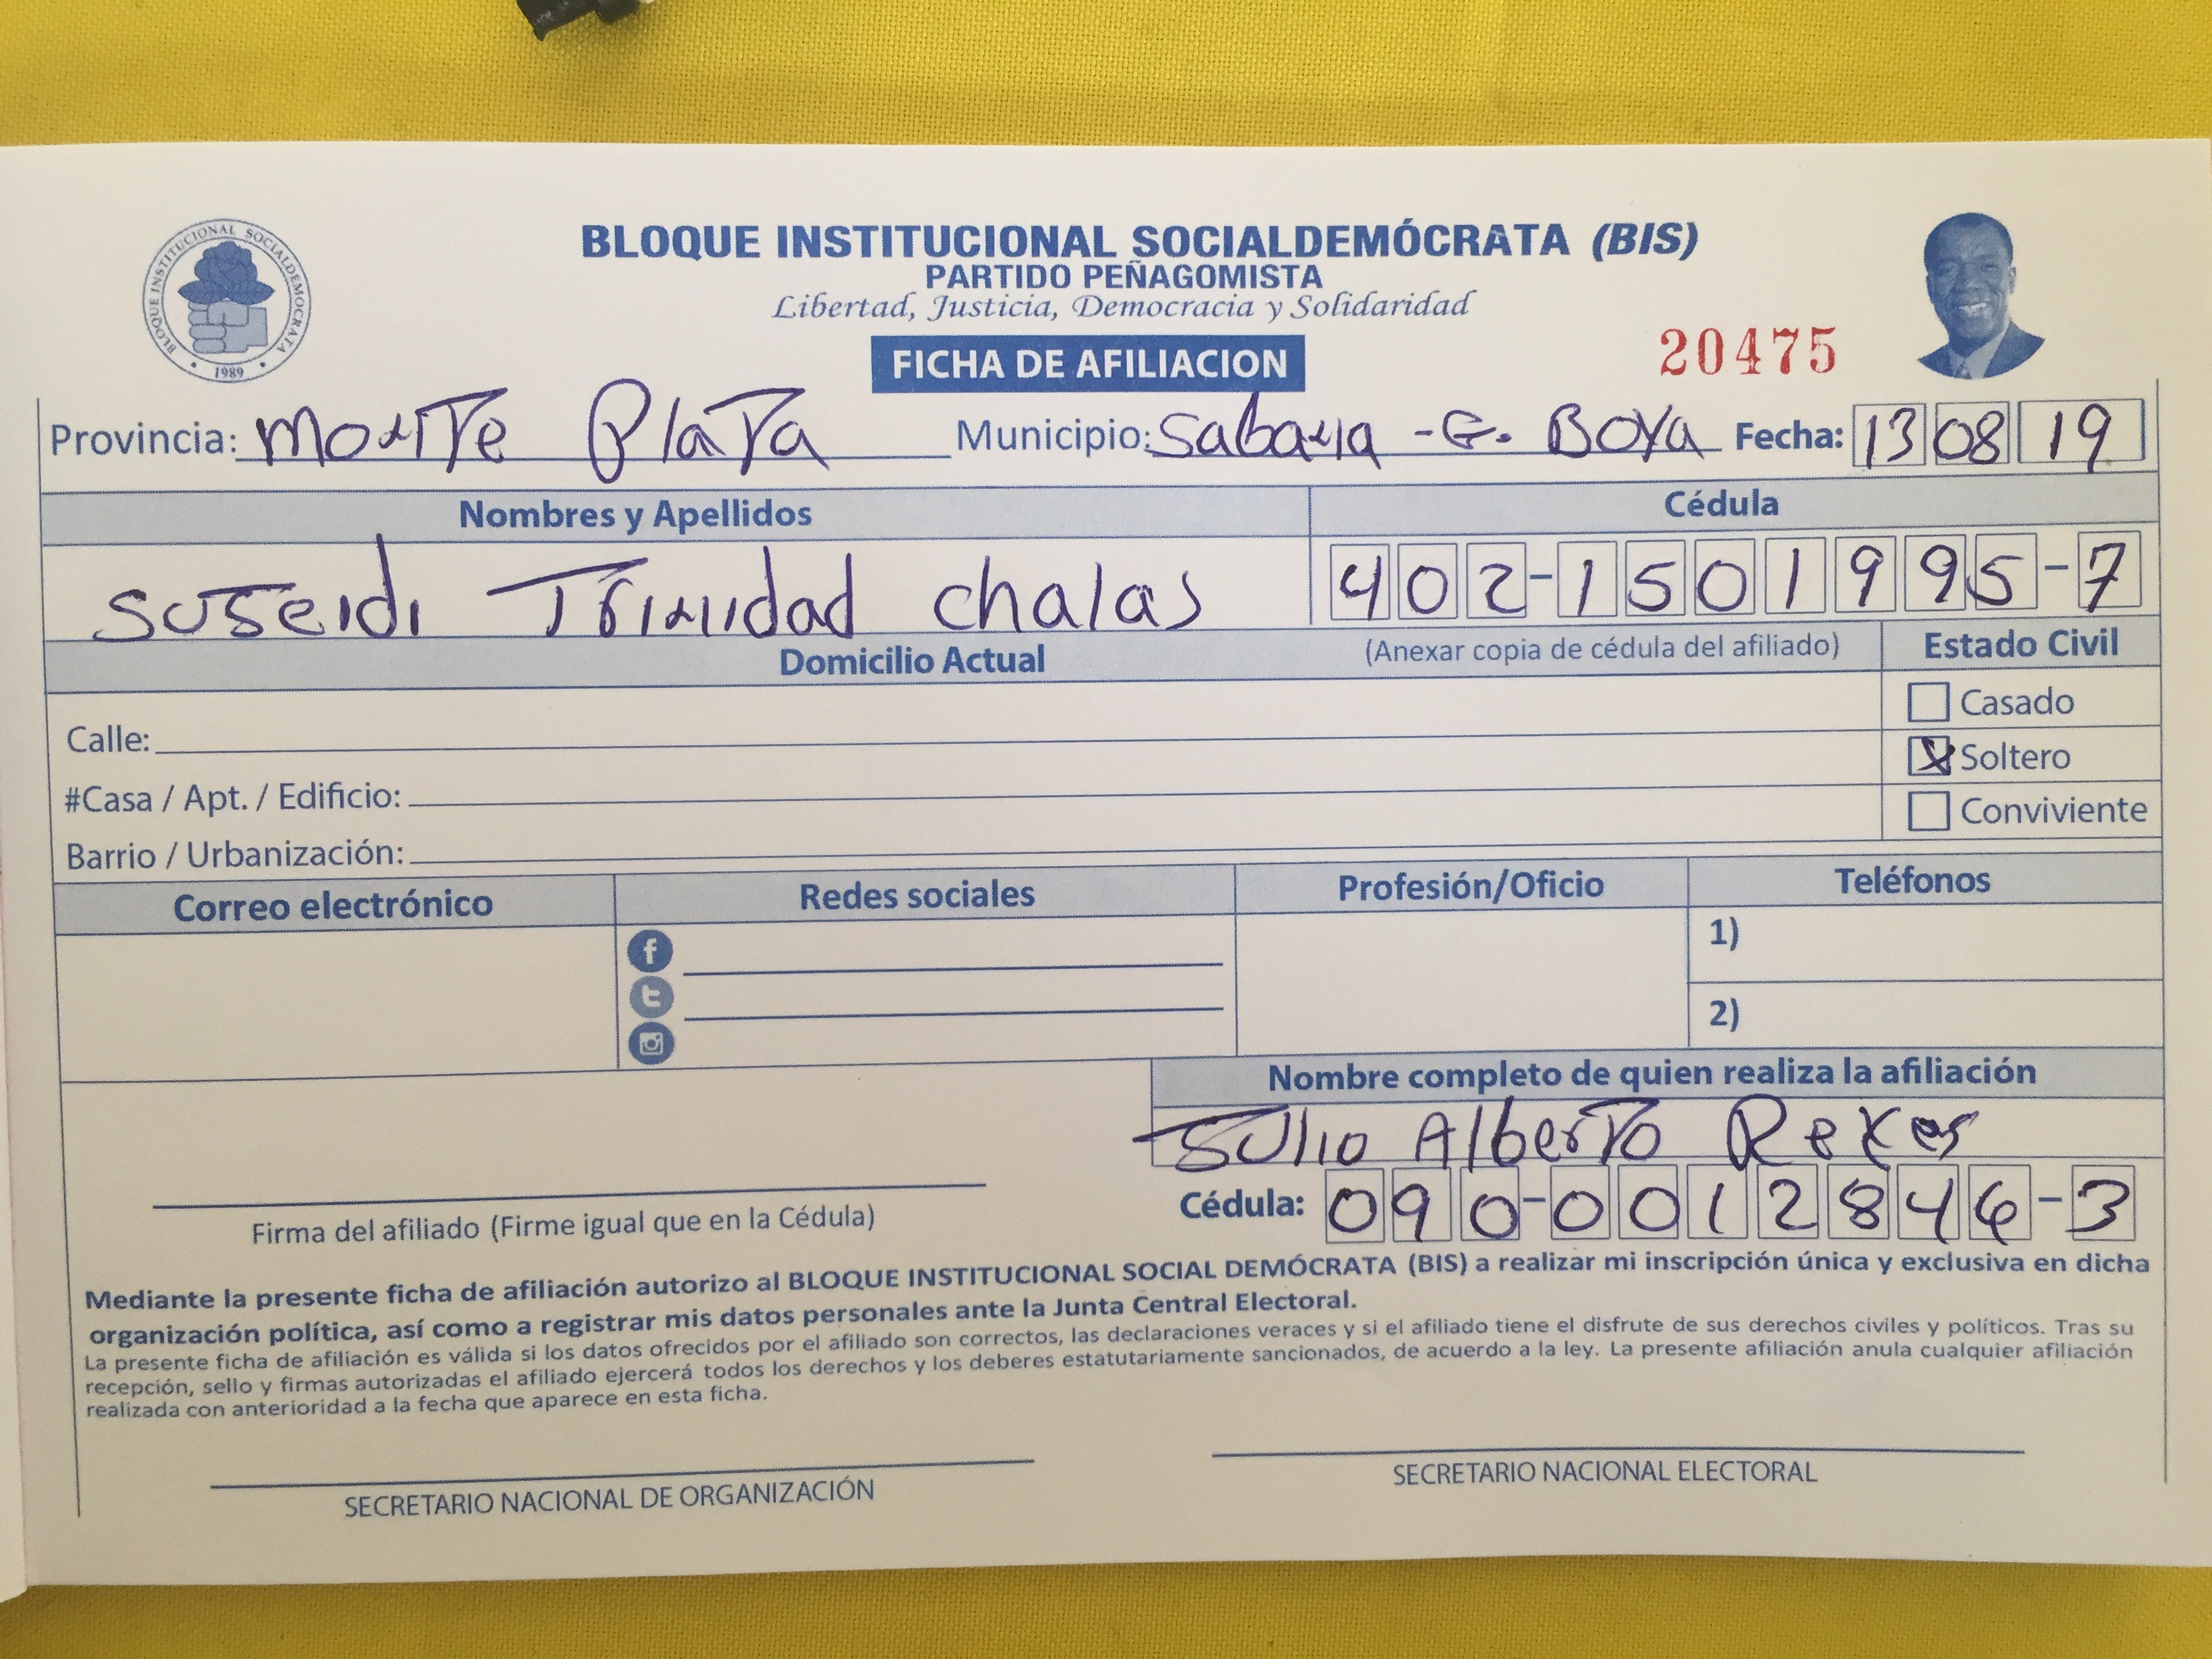 BLOQUE INSTITUCIONAL SOCIALDEMOCRATA
1989
BLOQUE INSTITUCIONAL SOCIALDEMÓCRATA (BIS)
PARTIDO PEÑAGOMISTA
Libertad, Justicia, Democracia y Solidaridad
FICHA DE AFILIACION
20475
Provincia: Monte Plata Municipio: Sabana -G. Boya Fecha: 13 08 19
Nombres y Apellidos Cédula
Suseidi Trinidad chalas 402-1501995-7
Domicilio Actual (Anexar copia de cédula del afiliado) Estado Civil
Casado
Calle:
Soltero
#Casa / Apt. / Edificio:
Conviviente
Barrio / Urbanización:
Correo electrónico Redes sociales Profesión/Oficio Teléfonos
1)
2)
Nombre completo de quien realiza la afiliación
Julio Alberto Reyes
Cédula: 090-0012846-3
Firma del afiliado (Firme igual que en la Cédula)
Mediante la presente ficha de afiliación autorizo al BLOQUE INSTITUCIONAL SOCIAL DEMÓCRATA (BIS) a realizar mi inscripción única y exclusiva en dicha
organización política, así como a registrar mis datos personales ante la Junta Central Electoral.
La presente ficha de afiliación es válida si los datos ofrecidos por el afiliado son correctos, las declaraciones veraces y si el afiliado tiene el disfrute de sus derechos civiles y políticos. Tras su
recepción, sello y firmas autorizadas el afiliado ejercerá todos los derechos y los deberes estatutariamente sancionados, de acuerdo a la ley. La presente afiliación anula cualquier afiliación
realizada con anterioridad a la fecha que aparece en esta ficha.
SECRETARIO NACIONAL DE ORGANIZACIÓN SECRETARIO NACIONAL ELECTORAL